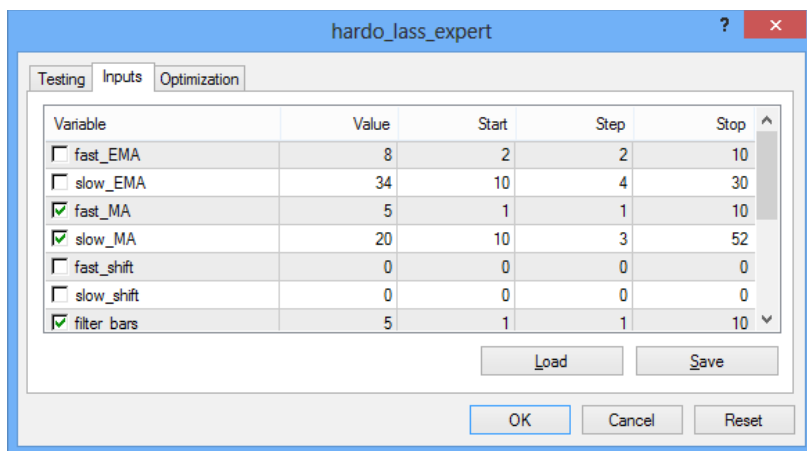 hardo_lass_expert ? ×
Testing Inputs Optimization
Variable Value Start Step Stop
fast_EMA 8 2 2 10
slow_EMA 34 10 4 30
fast_MA 5 1 1 10
slow_MA 20 10 3 52
fast_shift 0 0 0 0
slow_shift 0 0 0 0
filter_bars 5 1 1 10
Load Save
OK Cancel Reset